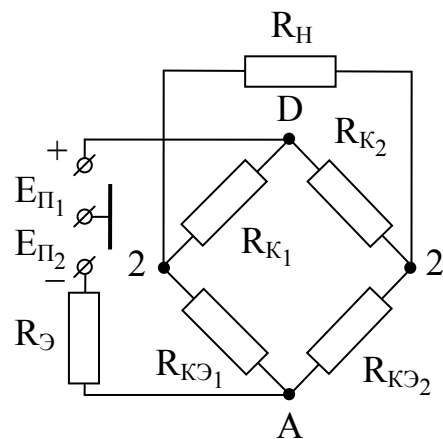 R_Н
D
R_К₂
+
E_П₁
R_К₁
E_П₂
2
2
−
R_Э
R_КЭ₁
R_КЭ₂
A